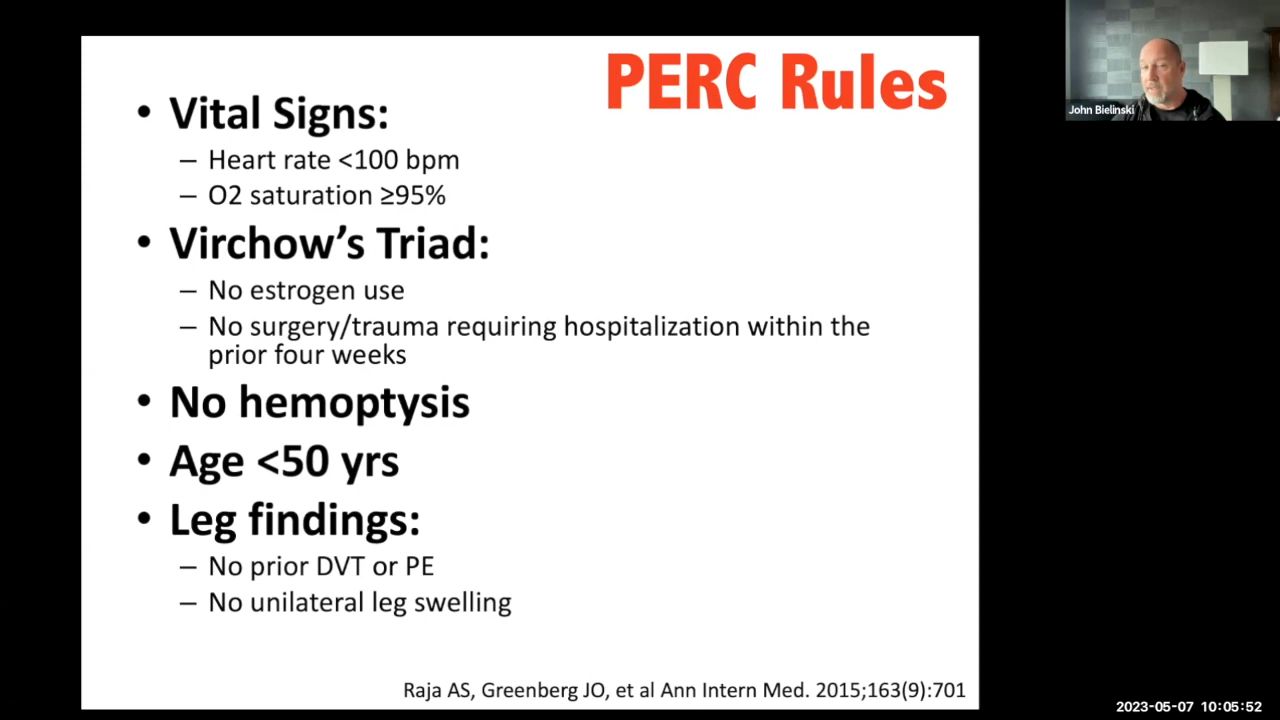 PERC Rules
• Vital Signs:
– Heart rate <100 bpm
– O2 saturation ≥95%
• Virchow’s Triad:
– No estrogen use
– No surgery/trauma requiring hospitalization within the
prior four weeks
• No hemoptysis
• Age <50 yrs
• Leg findings:
– No prior DVT or PE
– No unilateral leg swelling
Raja AS, Greenberg JO, et al Ann Intern Med. 2015;163(9):701
John Bielinski
2023-05-07 10:05:52